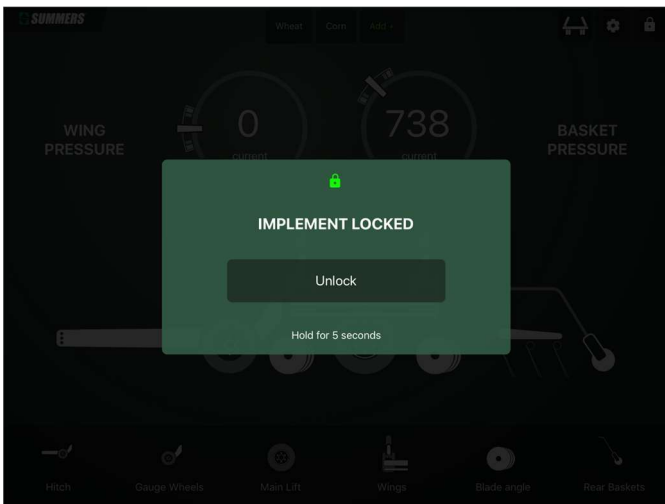 SUMMERS
Wheat Corn Add +
0
current
738
current
WING
PRESSURE
BASKET
PRESSURE
IMPLEMENT LOCKED
Unlock
Hold for 5 seconds
Hitch Gauge Wheels Main Lift Wings Blade angle Rear Baskets